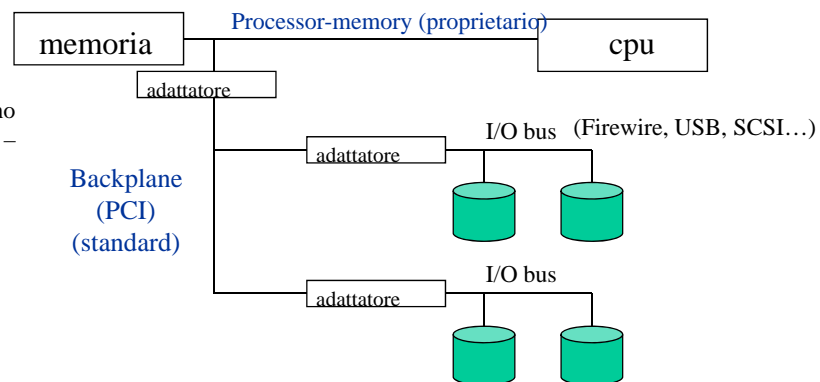 Processor-memory (proprietario)
memoria
cpu
adattatore
–
I/O bus
(Firewire, USB, SCSI…)
adattatore
Backplane
(PCI)
(standard)
I/O bus
adattatore